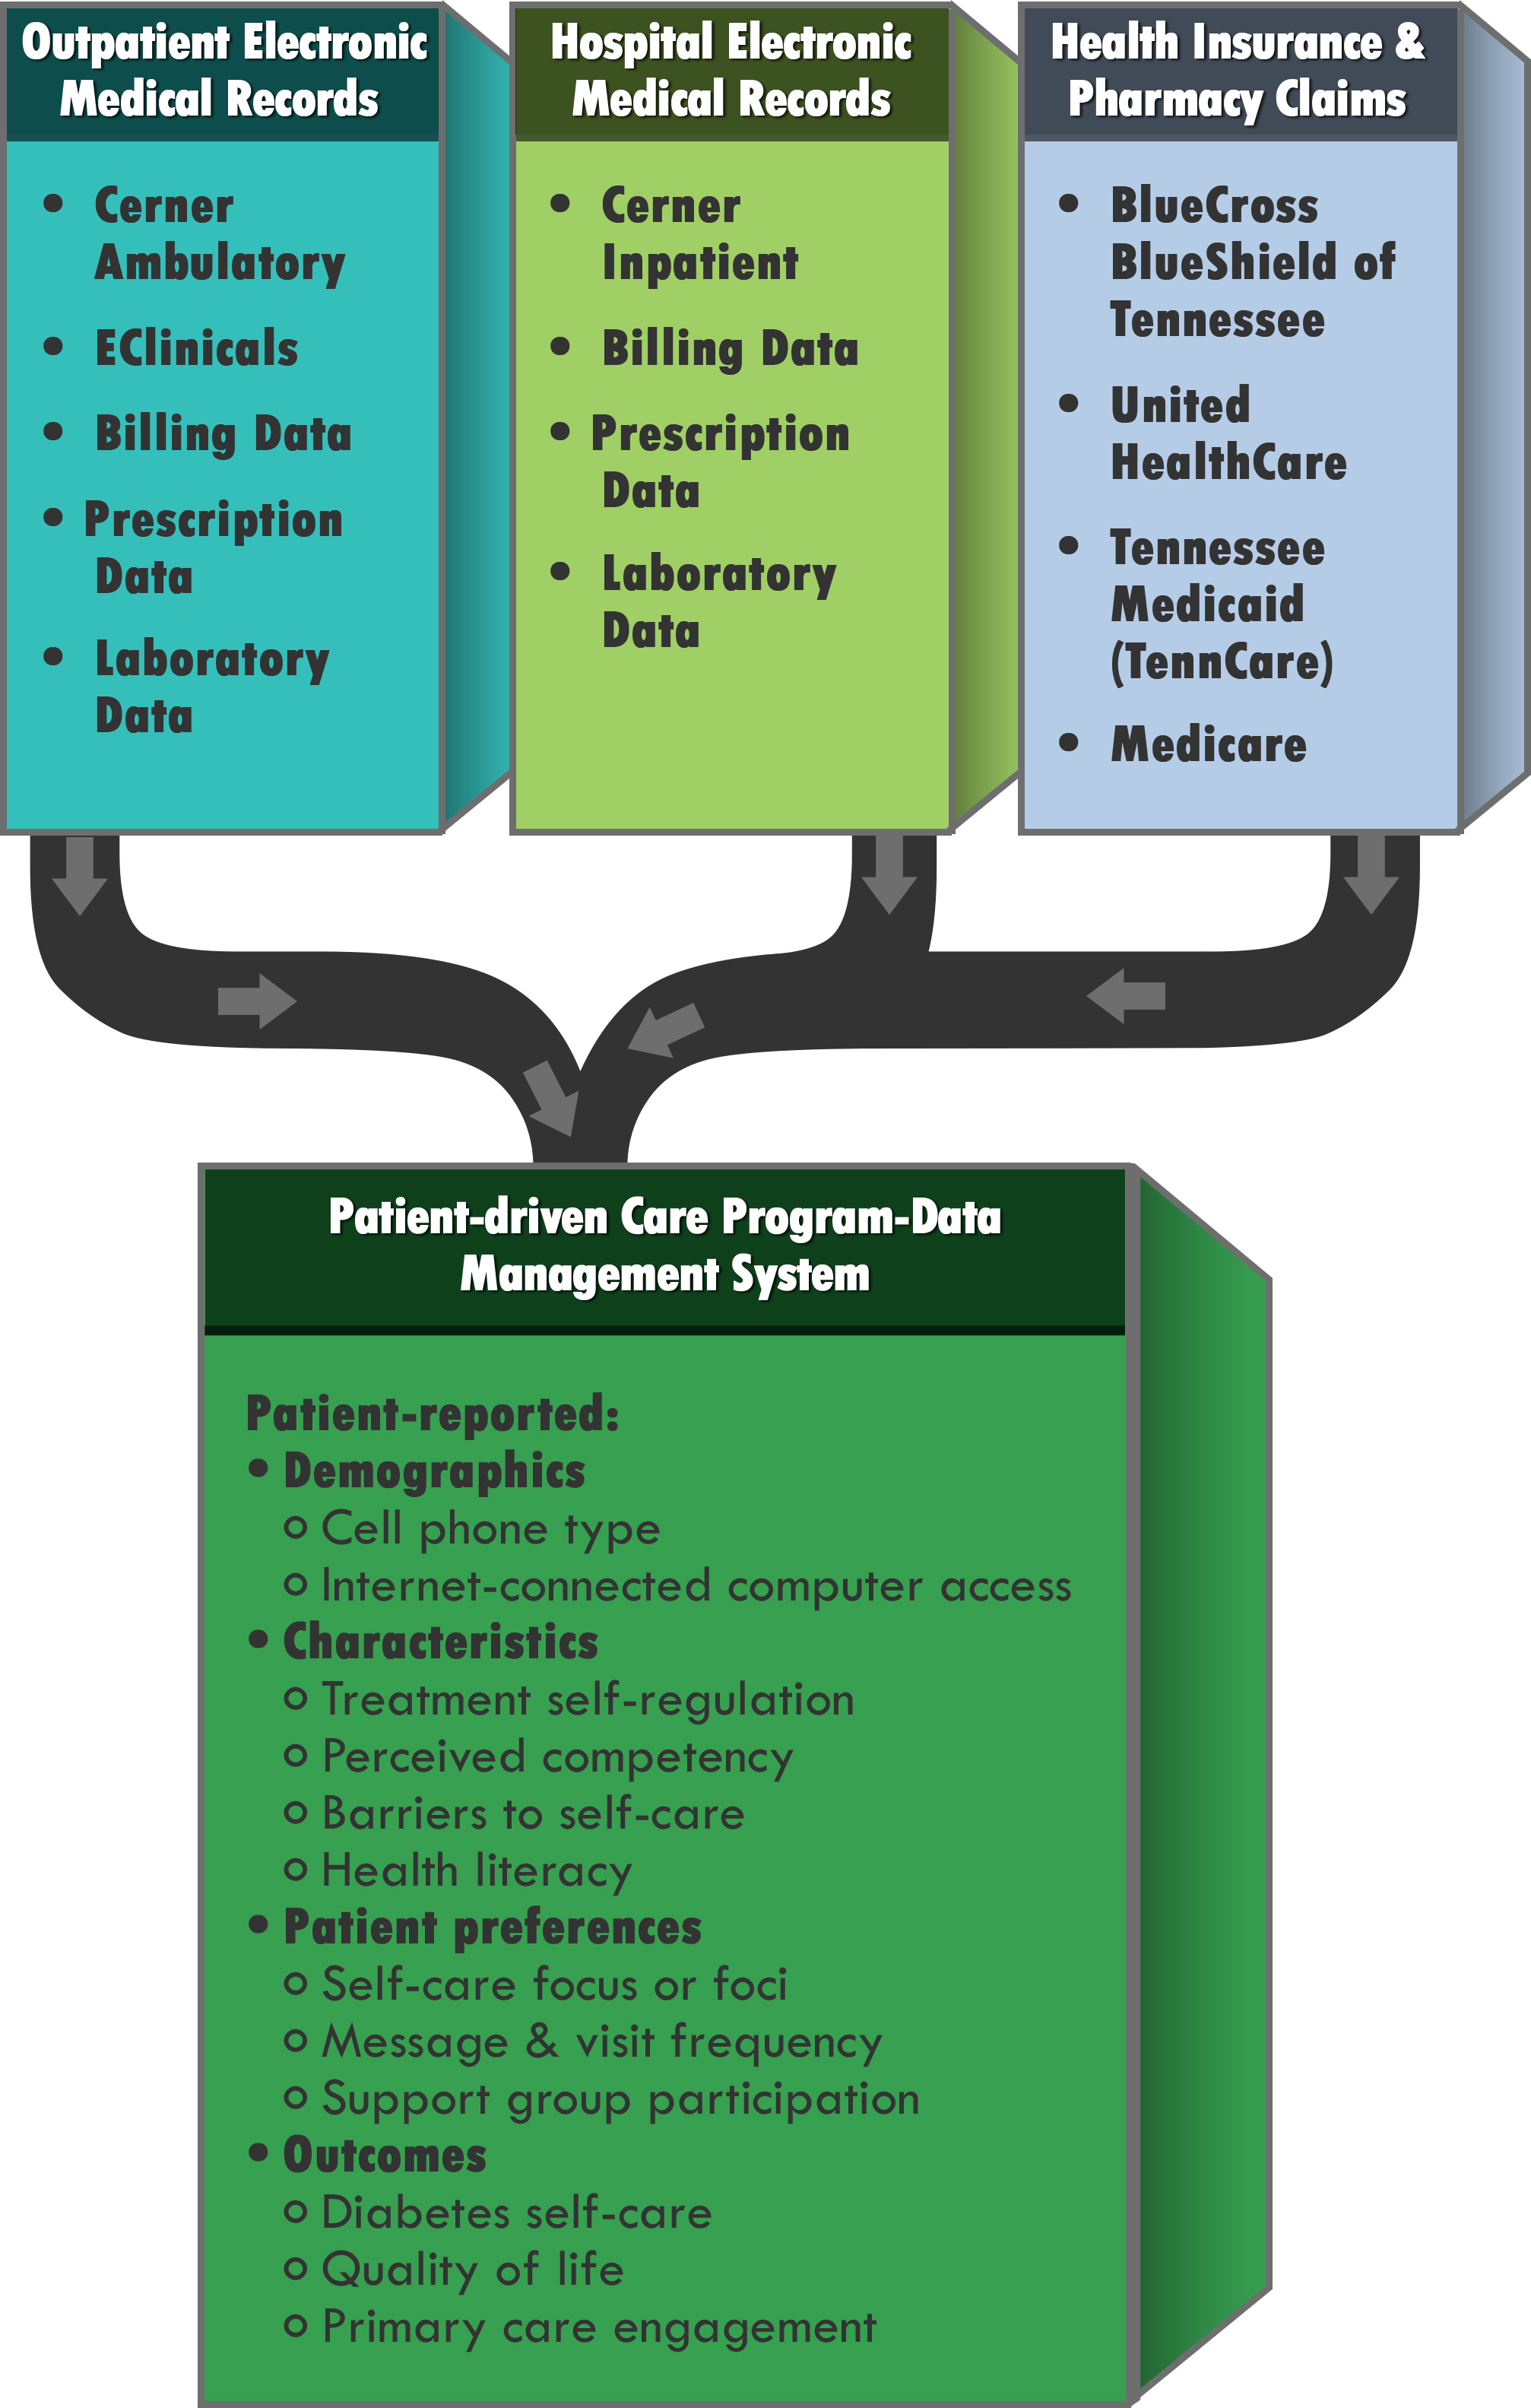 Outpatient Electronic
Medical Records
• Cerner
Ambulatory
• EClinicals
• Billing Data
• Prescription
Data
• Laboratory
Data
Hospital Electronic
Medical Records
• Cerner
Inpatient
• Billing Data
• Prescription
Data
• Laboratory
Data
Health Insurance &
Pharmacy Claims
• BlueCross
BlueShield of
Tennessee
• United
HealthCare
• Tennessee
Medicaid
(TennCare)
• Medicare
Patient-driven Care Program-Data
Management System
Patient-reported:
• Demographics
○ Cell phone type
○ Internet-connected computer access
• Characteristics
○ Treatment self-regulation
○ Perceived competency
○ Barriers to self-care
○ Health literacy
• Patient preferences
○ Self-care focus or foci
○ Message & visit frequency
○ Support group participation
• Outcomes
○ Diabetes self-care
○ Quality of life
○ Primary care engagement